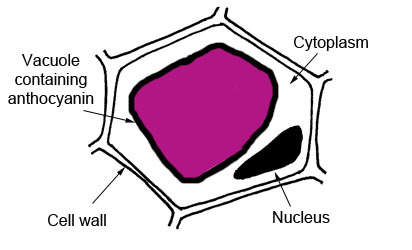 Cytoplasm
Vacuole
containing
anthocyanin
Cell wall
Nucleus